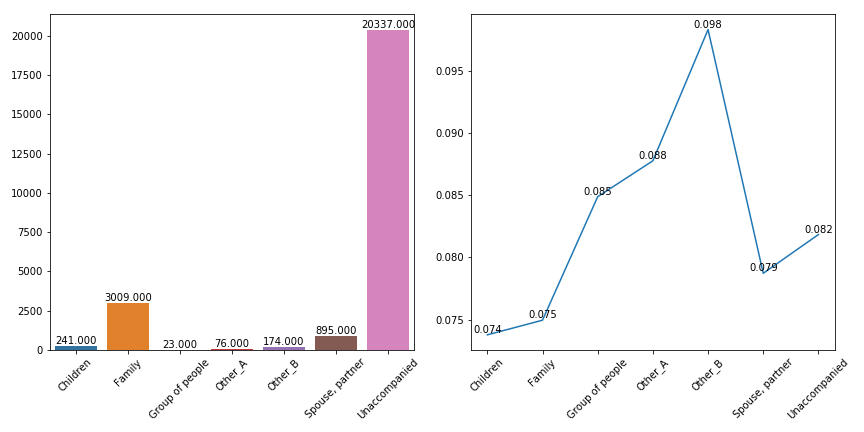 20000
17500
15000
12500
10000
7500
5000
2500
0
241.000
3009.000
23.000
76.000
174.000
895.000
20337.000
Children
Family
Group of people
Other_A
Other_B
Spouse, partner
Unaccompanied
0.095
0.090
0.085
0.080
0.075
0.074
0.075
0.085
0.088
0.098
0.079
0.082
Children
Family
Group of people
Other_A
Other_B
Spouse, partner
Unaccompanied